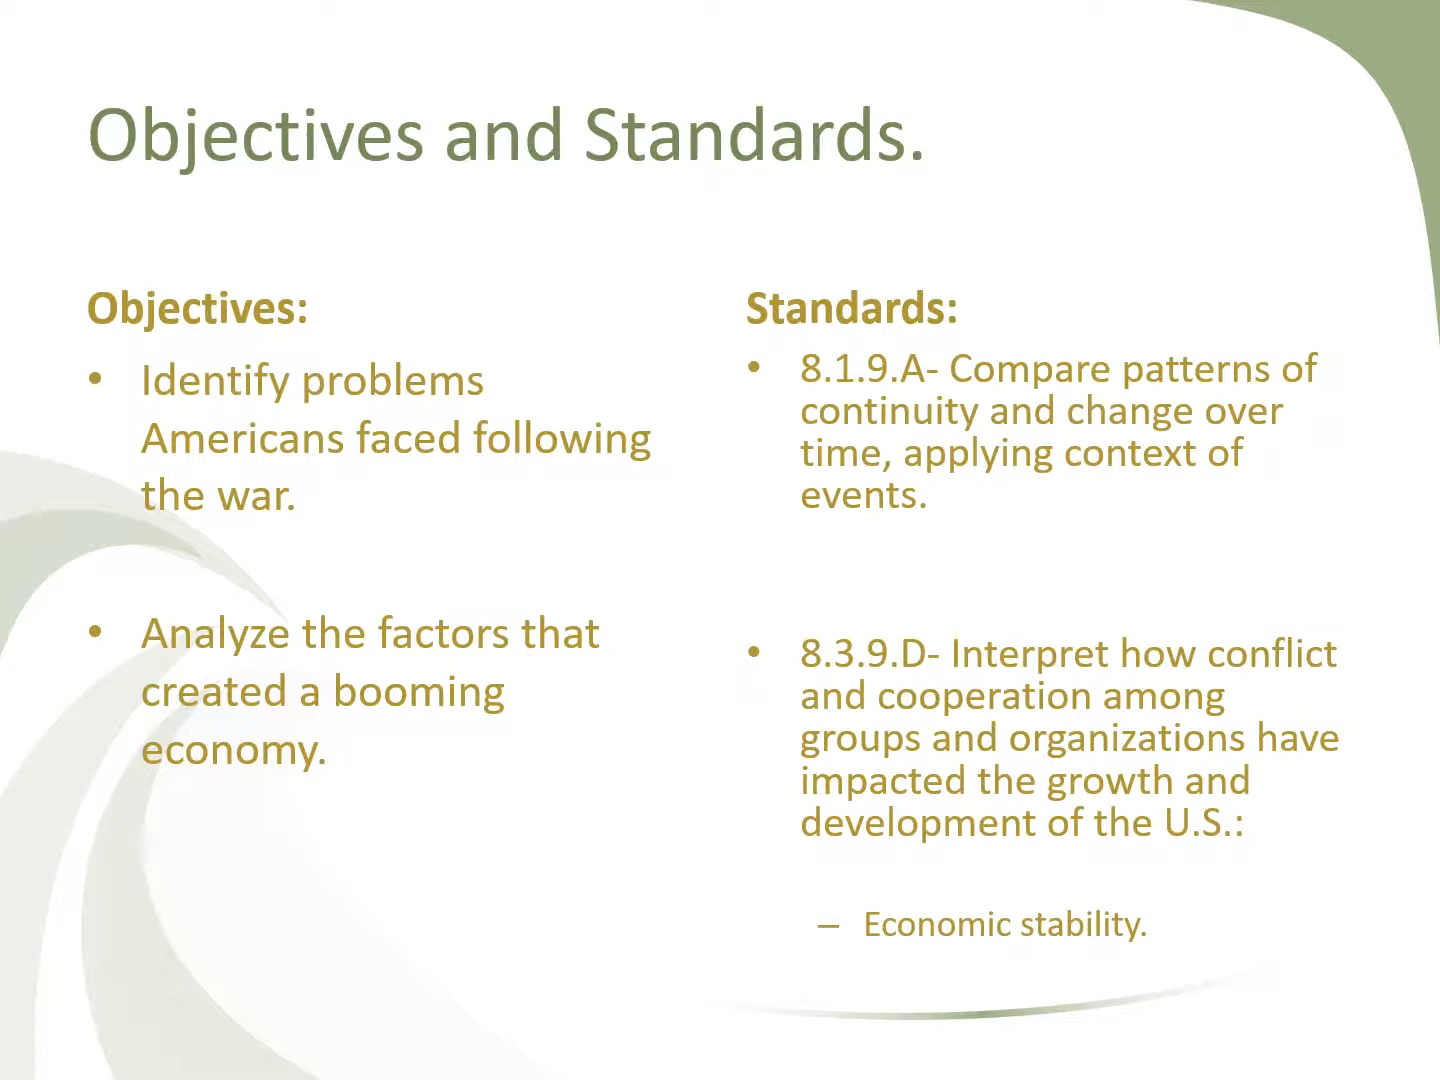 Objectives and Standards.
Objectives:
• Identify problems
Americans faced following
the war.
• Analyze the factors that
created a booming
economy.
Standards:
• 8.1.9.A- Compare patterns of
continuity and change over
time, applying context of
events.
• 8.3.9.D- Interpret how conflict
and cooperation among
groups and organizations have
impacted the growth and
development of the U.S.:
– Economic stability.